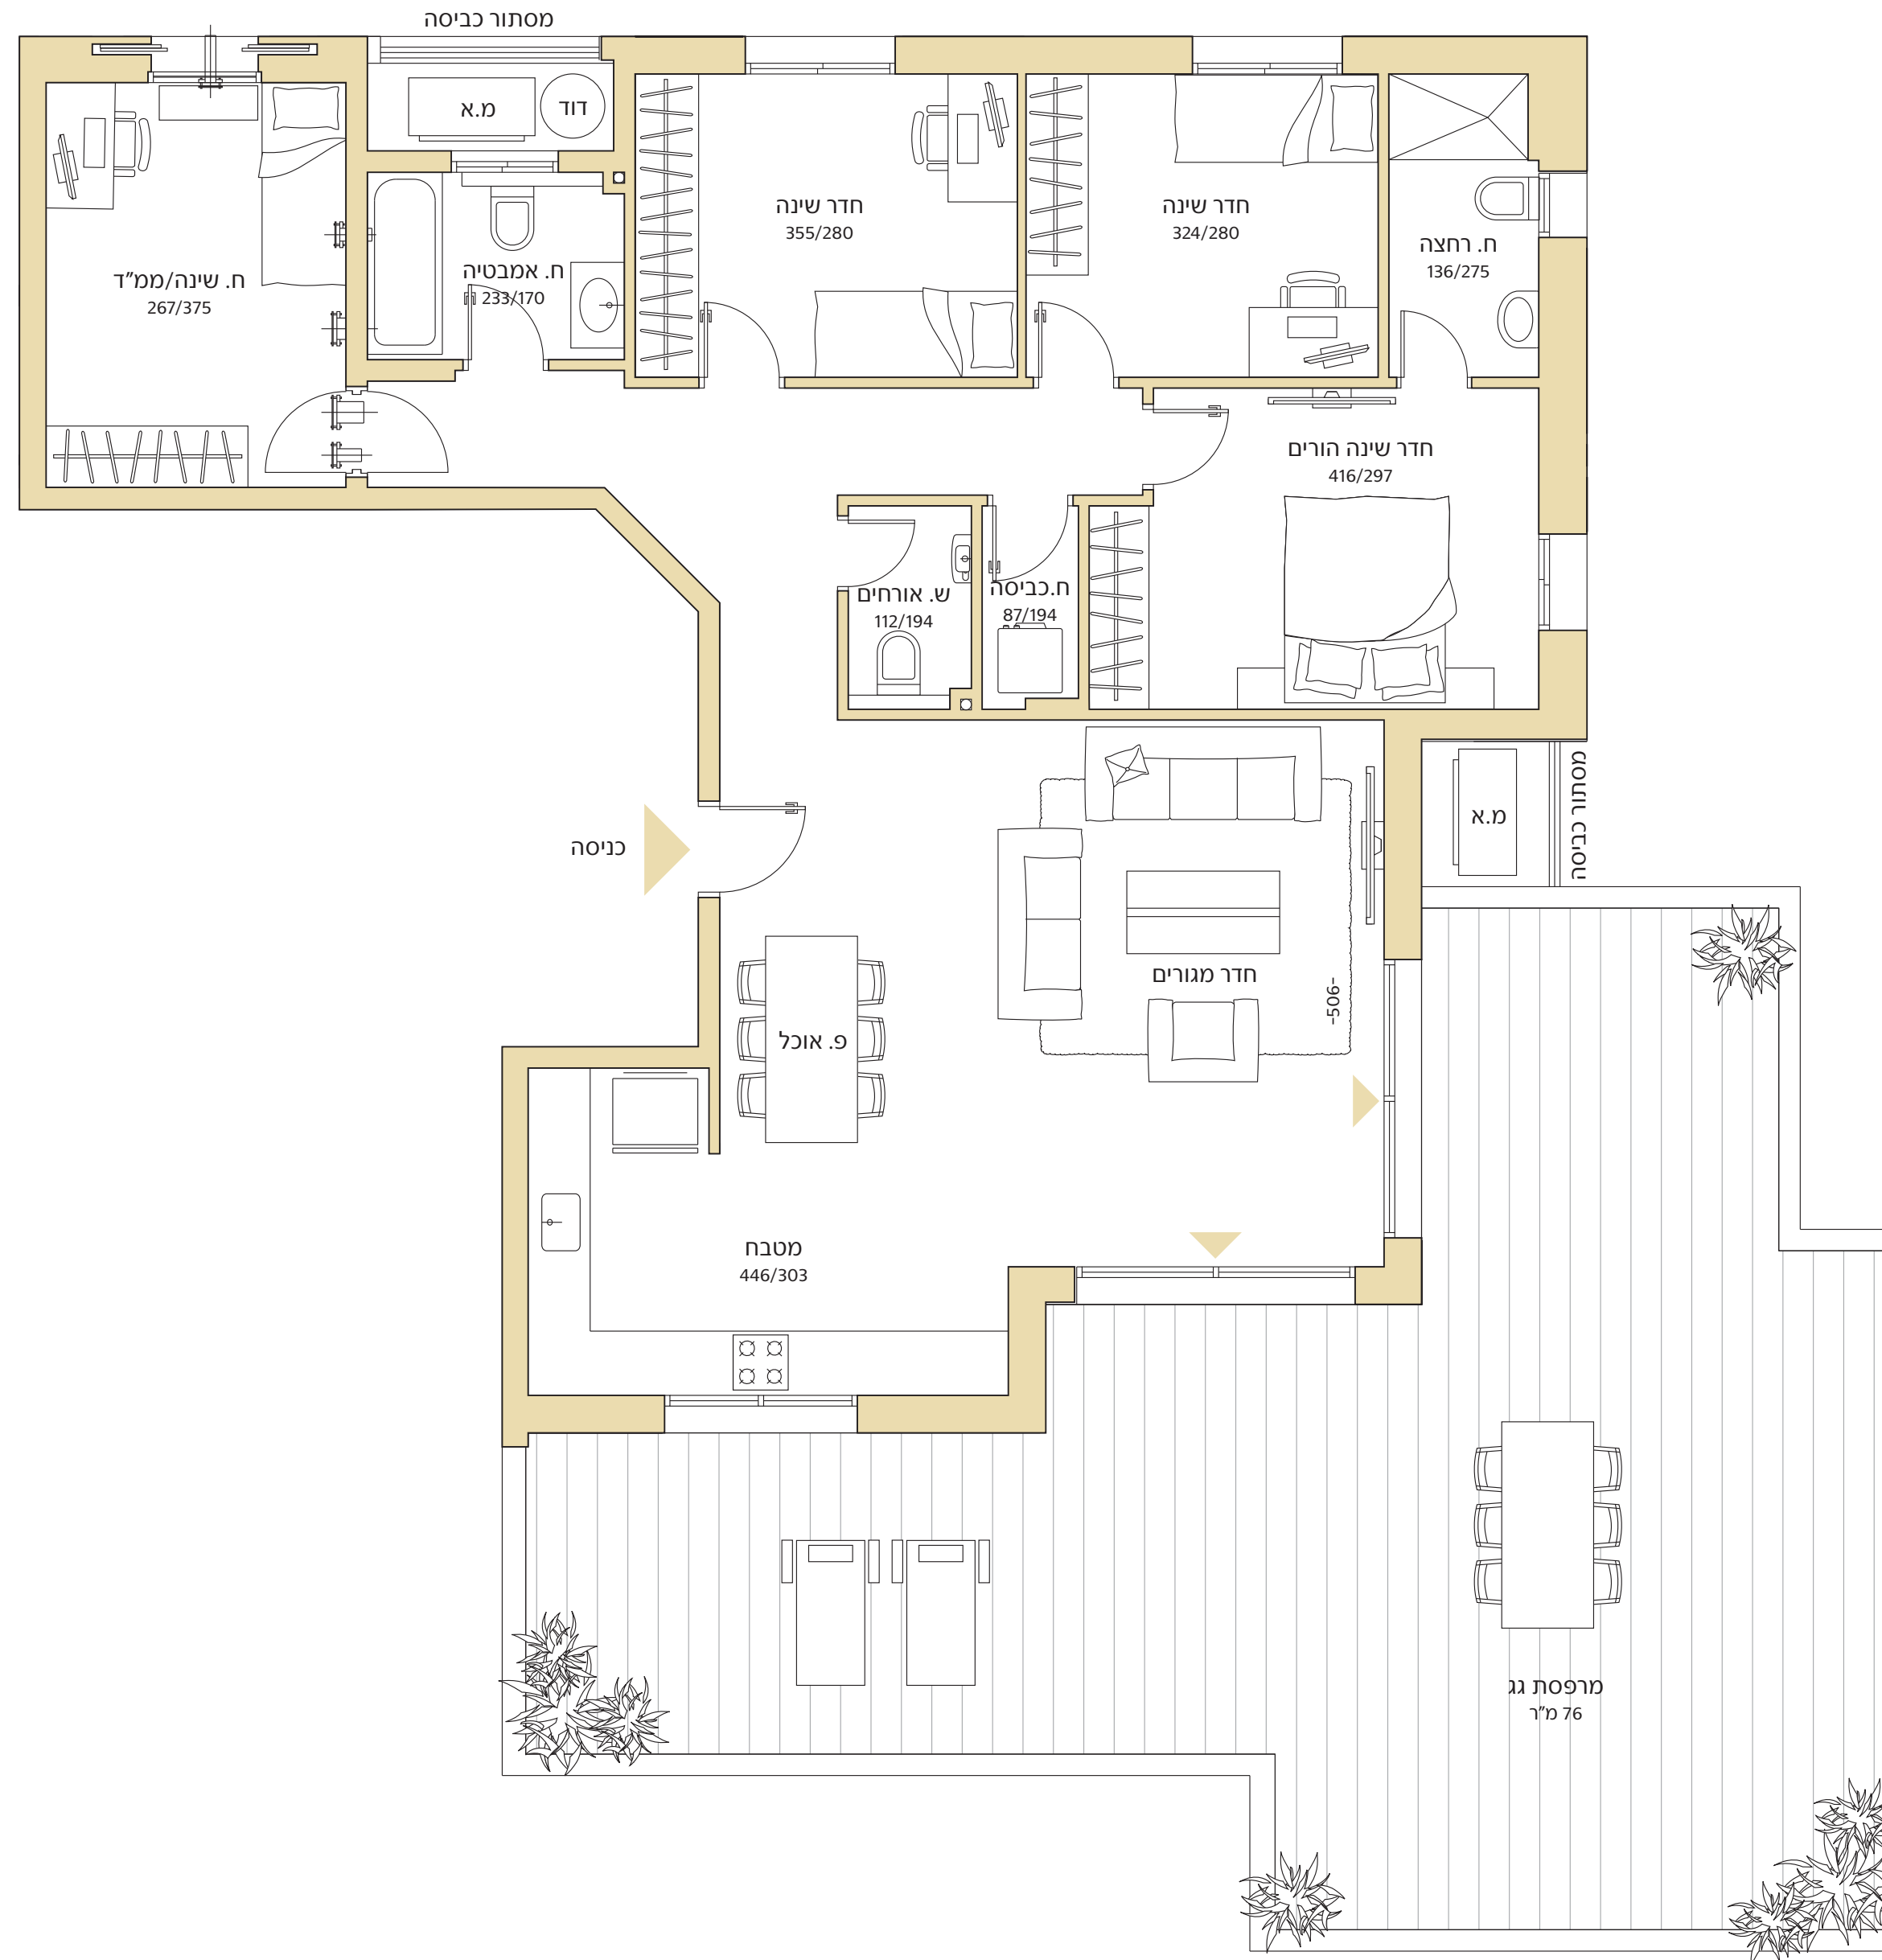 מסתור כביסה
מ.א
דוד
חדר שינה
355/280
חדר שינה
324/280
ח. רחצה
136/275
ח. שינה/ממ״ד
267/375
ח. אמבטיה
233/170
חדר שינה הורים
416/297
ש. אורחים
112/194
ח.כביסה
87/194
מסתור כביסה
מ.א
כניסה
חדר מגורים
-506-
פ. אוכל
מטבח
446/303
מרפסת גג
76 מ״ר